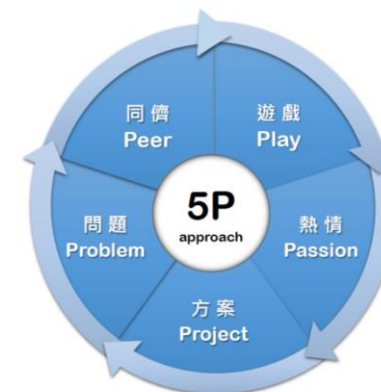 同儕
Peer
遊戲
Play
問題
Problem
5P
approach
熱情
Passion
方案
Project